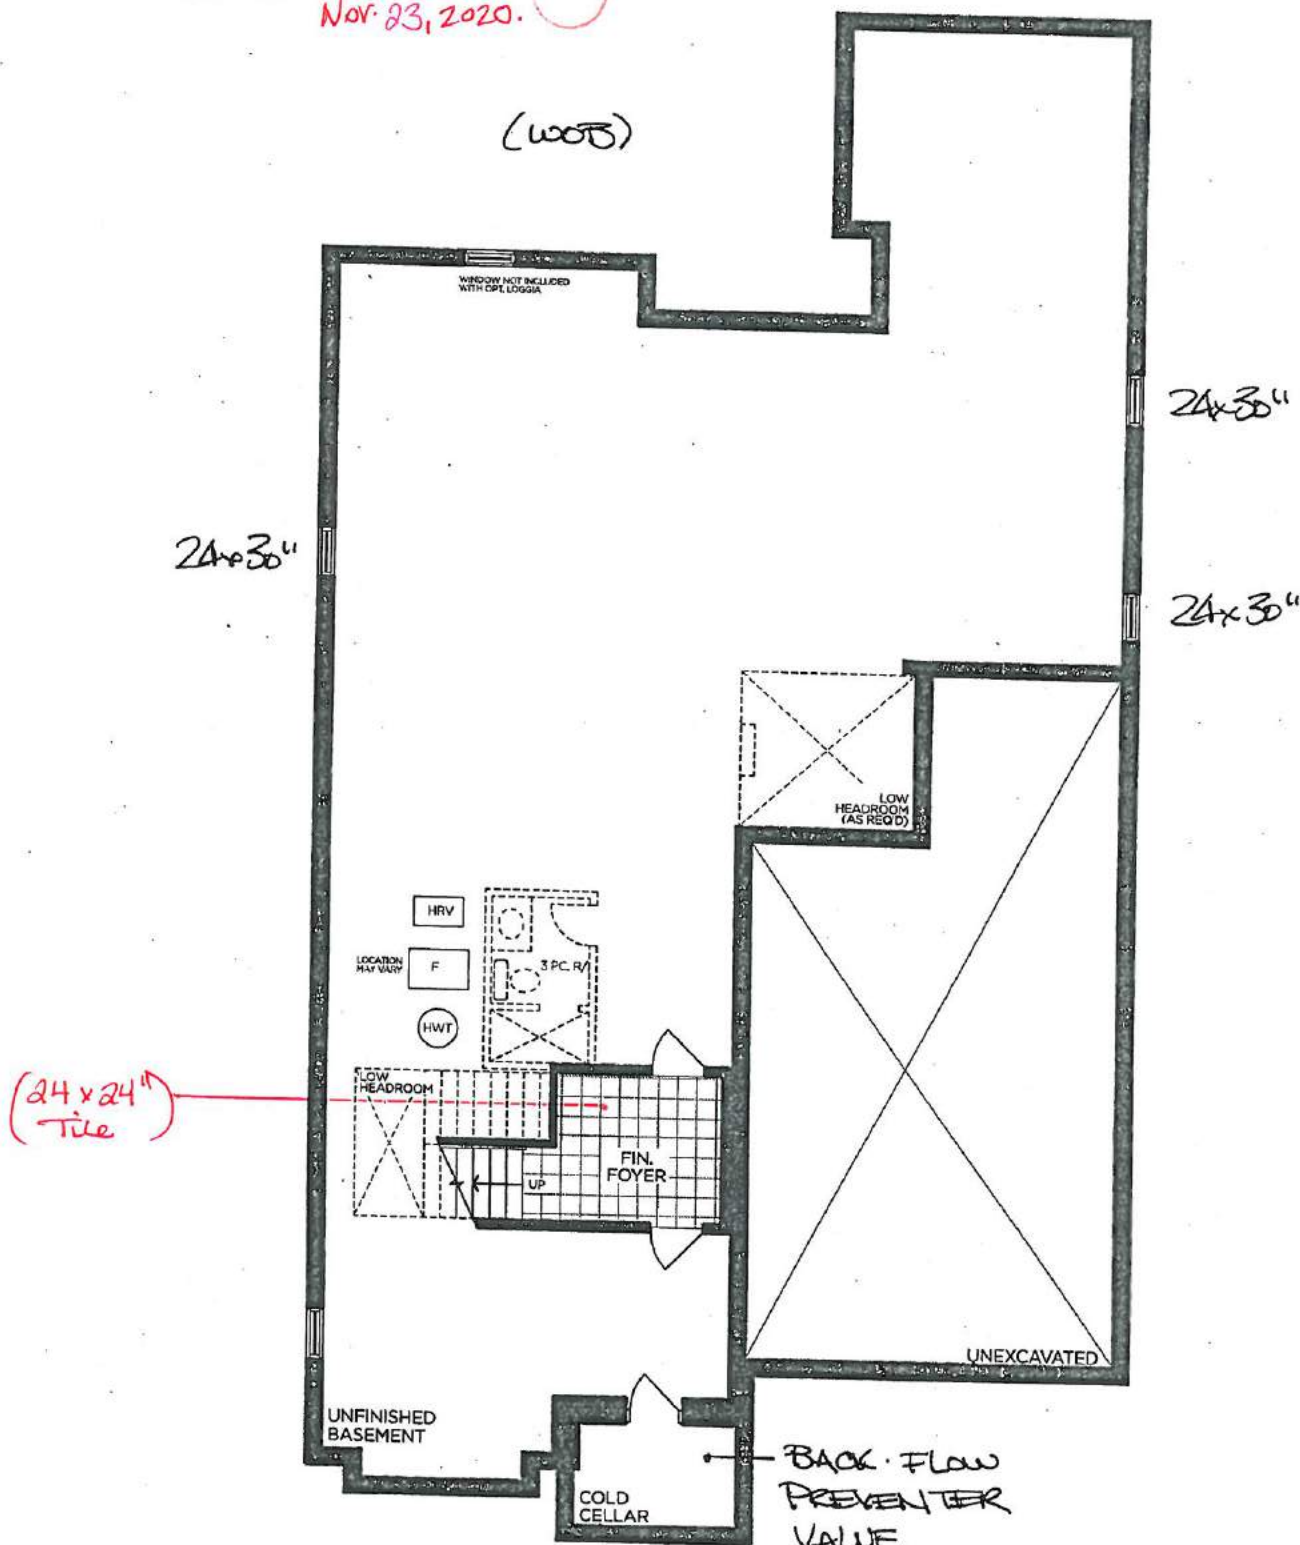 Nov. 23, 2020.
(WOB)
WINDOW NOT INCLUDED
WITH OPT. LOGGIA
24x30"
24x30"
24x30"
LOW
HEADROOM
(AS REQ'D)
HRV
LOCATION
MAY VARY
F
3 PC. R/
HWT
(24 x 24")
Tile
LOW
HEADROOM
FIN.
FOYER
UP
UNEXCAVATED
UNFINISHED
BASEMENT
COLD
CELLAR
BACK. FLOW
PREVENTER
VALVE